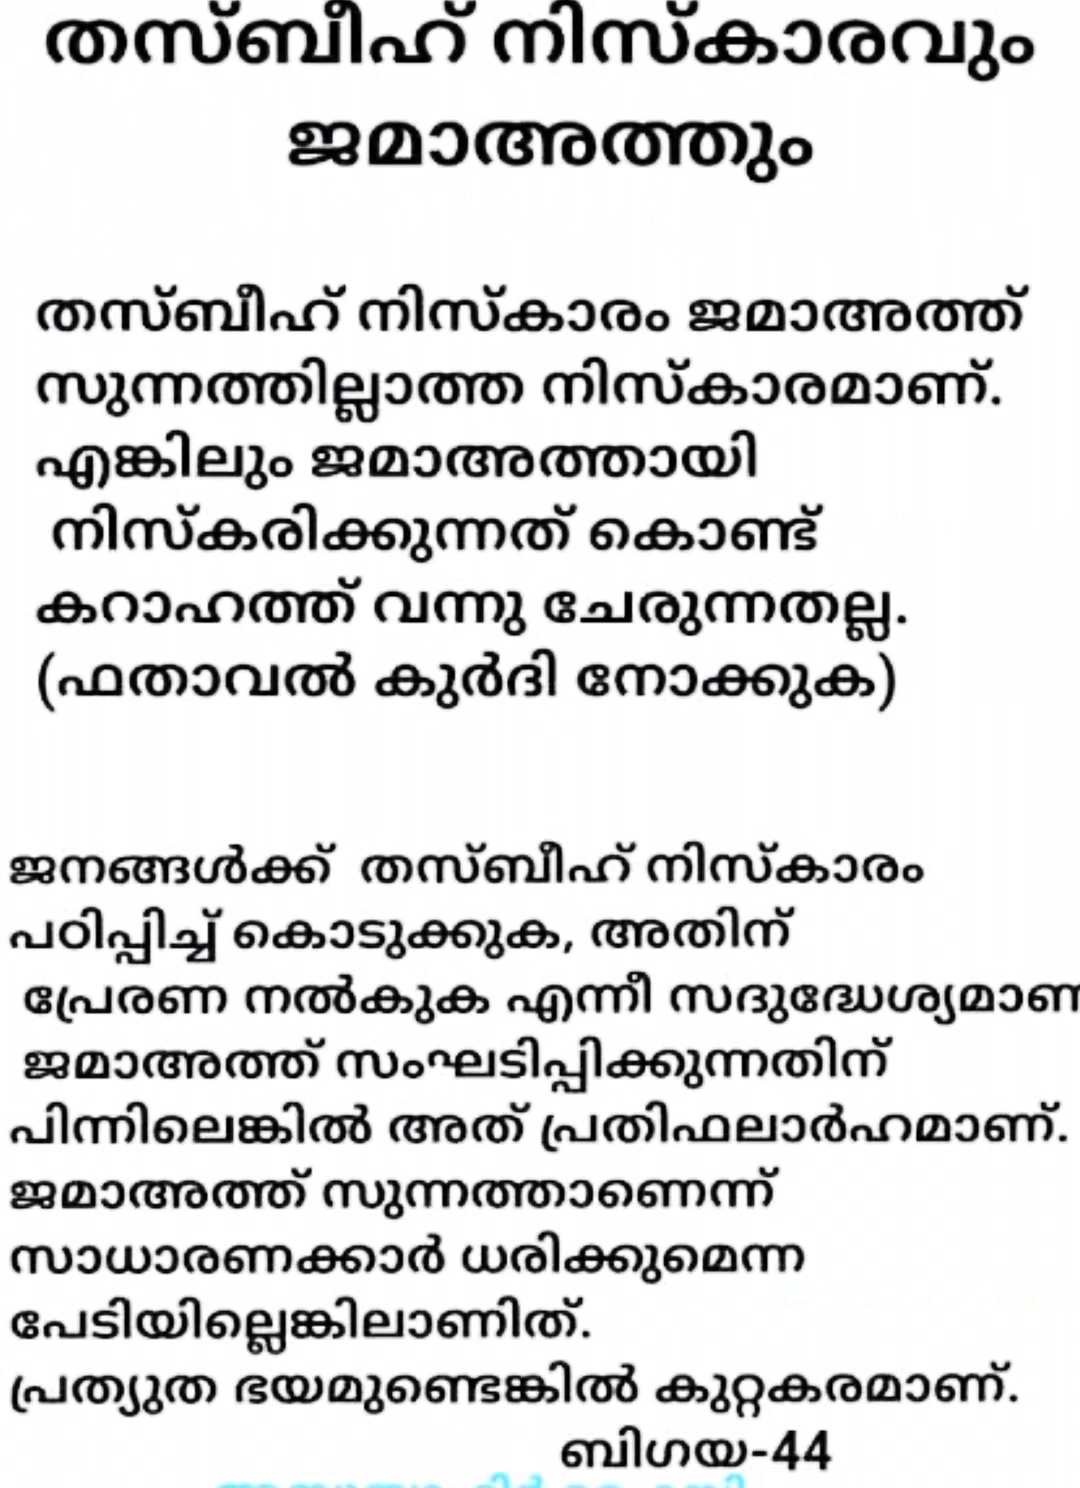 തസ്ബീഹ് നിസ്കാരവും
ജമാഅത്തും
തസ്ബീഹ് നിസ്കാരം ജമാഅത്ത്
സുന്നത്തില്ലാത്ത നിസ്കാരമാണ്.
എങ്കിലും ജമാഅത്തായി
നിസ്കരിക്കുന്നത് കൊണ്ട്
കറാഹത്ത് വന്നു ചേരുന്നതല്ല.
(ഫതാവൽ കുർദി നോക്കുക)
ജനങ്ങൾക്ക് തസ്ബീഹ് നിസ്കാരം
പഠിപ്പിച്ച് കൊടുക്കുക, അതിന്
പ്രേരണ നൽകുക എന്നീ സദുദ്ധേശ്യമാണ
ജമാഅത്ത് സംഘടിപ്പിക്കുന്നതിന്
പിന്നിലെങ്കിൽ അത് പ്രതിഫലാർഹമാണ്.
ജമാഅത്ത് സുന്നത്താണെന്ന്
സാധാരണക്കാർ ധരിക്കുമെന്ന
പേടിയില്ലെങ്കിലാണിത്.
പ്രത്യുത ഭയമുണ്ടെങ്കിൽ കുറ്റകരമാണ്.
ബിഗയ-44